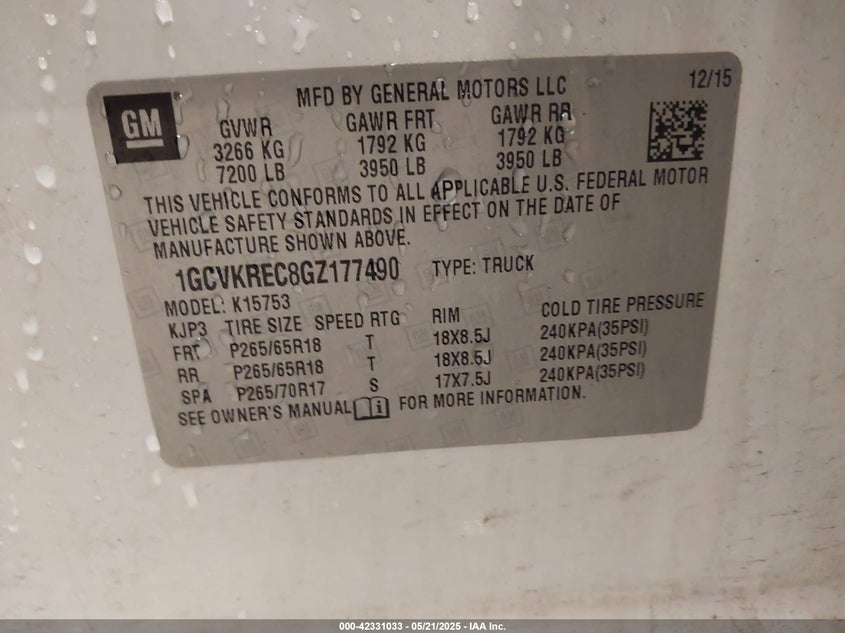 MFD BY GENERAL MOTORS LLC 12/15
GM
GVWR GAWR FRT GAWR RR
3266 KG 1792 KG 1792 KG
7200 LB 3950 LB 3950 LB
THIS VEHICLE CONFORMS TO ALL APPLICABLE U.S. FEDERAL MOTOR
VEHICLE SAFETY STANDARDS IN EFFECT ON THE DATE OF
MANUFACTURE SHOWN ABOVE.
1GCVKREC8GZ177490 TYPE: TRUCK
MODEL: K15753
KJP3 TIRE SIZE SPEED RTG RIM COLD TIRE PRESSURE
FRT P265/65R18 T 18X8.5J 240KPA(35PSI)
RR P265/65R18 T 18X8.5J 240KPA(35PSI)
SPA P265/70R17 S 17X7.5J 240KPA(35PSI)
SEE OWNER'S MANUAL FOR MORE INFORMATION.
000-42331033 — 05/21/2025 — IAA Inc.